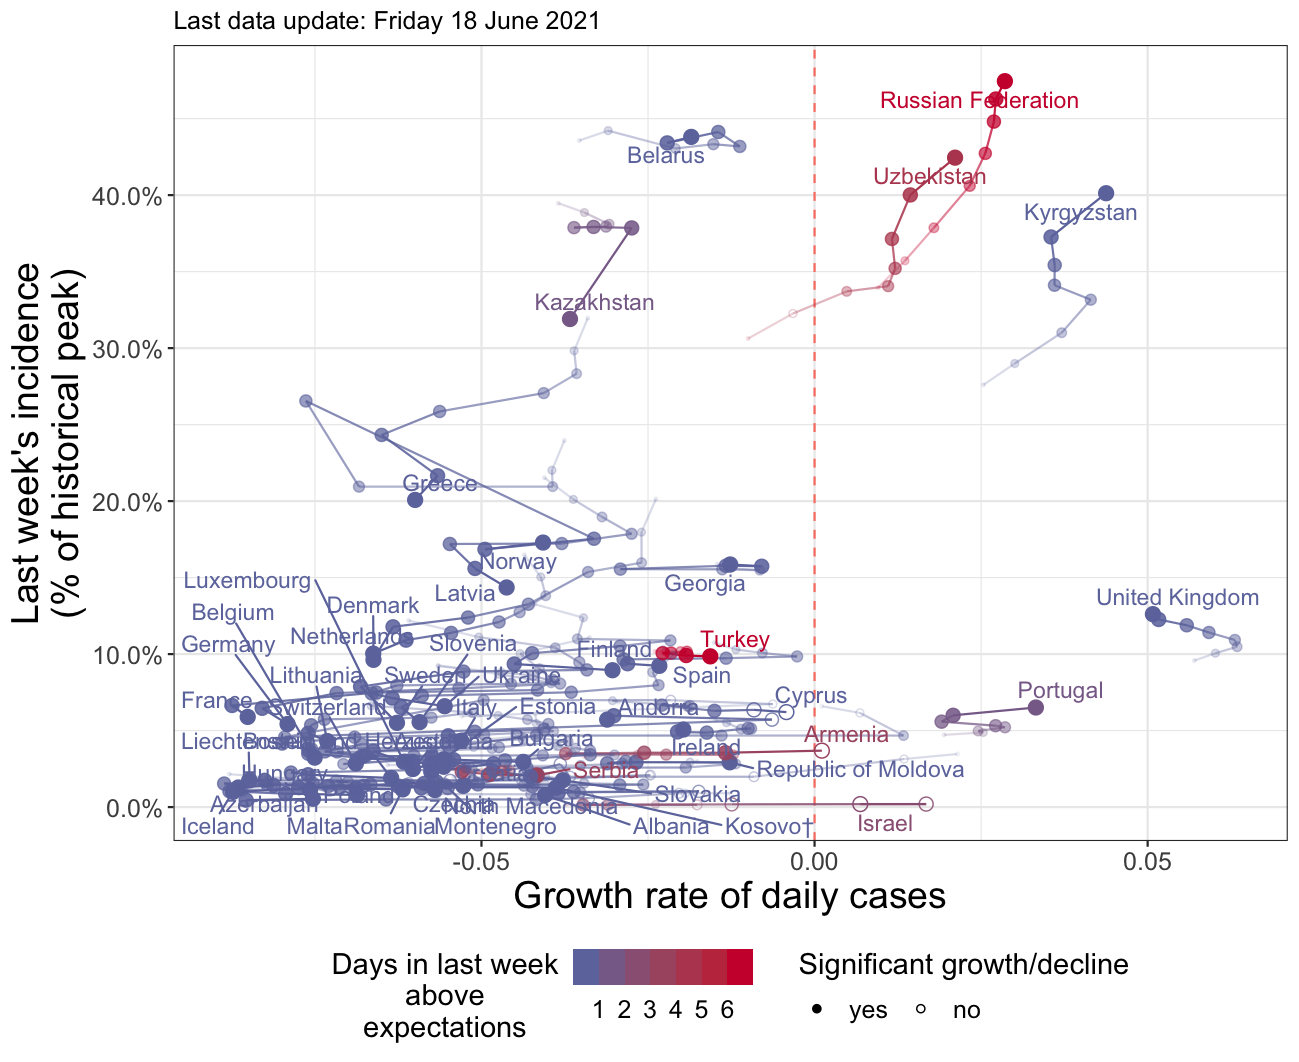 Last data update: Friday 18 June 2021
Last week's incidence
(% of historical peak)
40.0%
30.0%
20.0%
10.0%
0.0%
Russian Federation
Belarus
Uzbekistan
Kyrgyzstan
Kazakhstan
Greece
Norway
Luxembourg
Latvia
Georgia
Belgium
Denmark
United Kingdom
Germany
Netherlands
Slovenia
Finland
Turkey
Lithuania
Sweden
Ukraine
Spain
France
Switzerland
Italy
Estonia
Andorra
Cyprus
Portugal
Bulgaria
Ireland
Armenia
Hungary
Serbia
Republic of Moldova
Azerbaijan
Poland
Czechia
North Macedonia
Slovakia
Iceland
Malta
Romania
Montenegro
Albania
Kosovo†
Israel
-0.05
0.00
0.05
Growth rate of daily cases
Days in last week
above
expectations
1 2 3 4 5 6
Significant growth/decline
yes
no